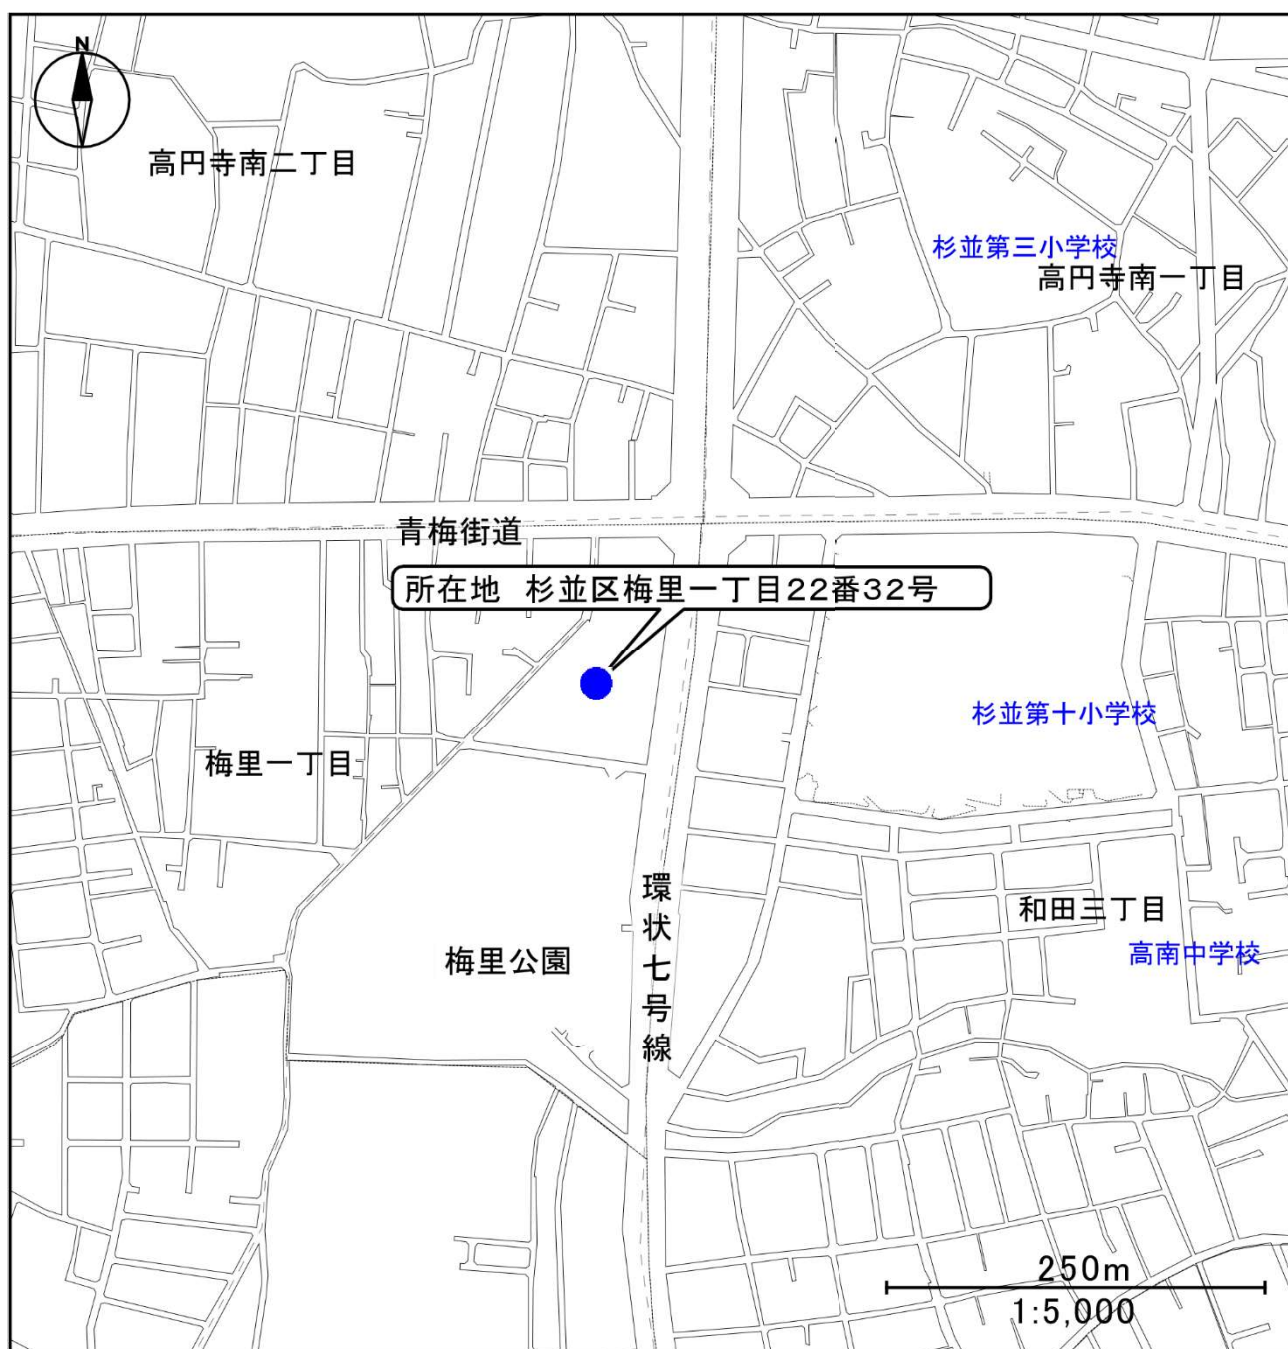 N
高円寺南二丁目
杉並第三小学校
高円寺南一丁目
青梅街道
所在地　杉並区梅里一丁目22番32号
杉並第十小学校
梅里一丁目
環状七号線
和田三丁目
高南中学校
梅里公園
250m
1:5,000